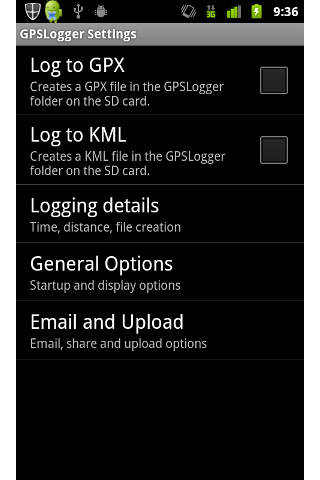 3G
9:36
GPSLogger Settings
Log to GPX
Creates a GPX file in the GPSLogger
folder on the SD card.
Log to KML
Creates a KML file in the GPSLogger
folder on the SD card.
Logging details
Time, distance, file creation
General Options
Startup and display options
Email and Upload
Email, share and upload options